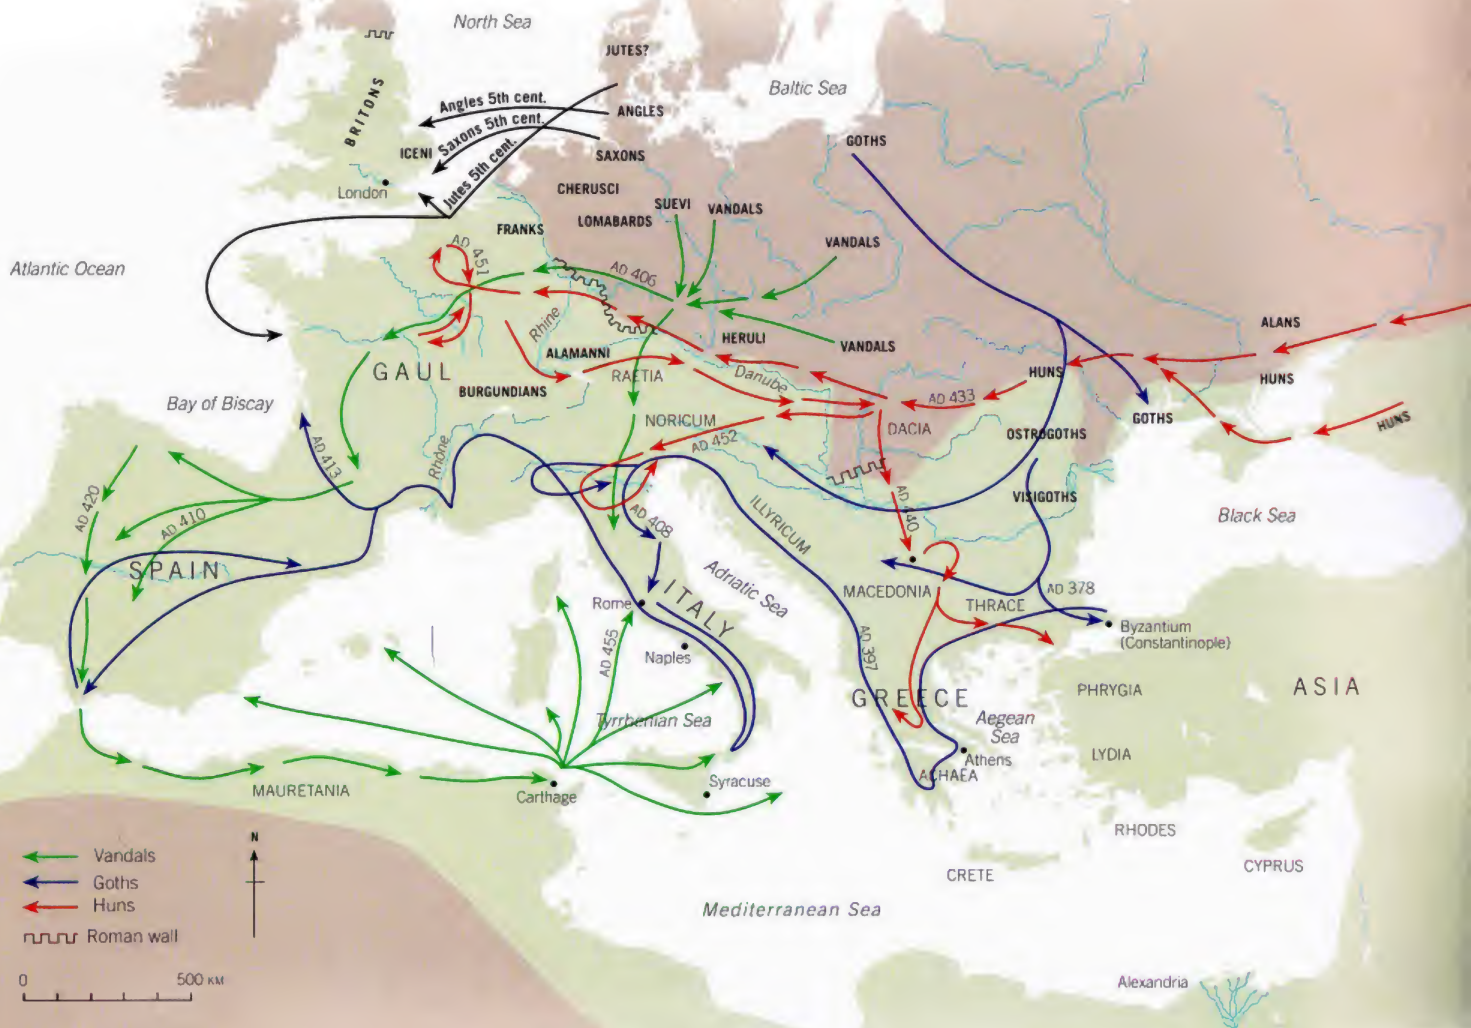 North Sea
JUTES?
Baltic Sea
BRITONS
Angles 5th cent.
ANGLES
Saxons 5th cent.
ICENI
SAXONS
GOTHS
London
Jutes 5th cent.
CHERUSCI
SUEVI
VANDALS
LOMABARDS
FRANKS
AD 451
VANDALS
Atlantic Ocean
AD 406
Rhine
HERULI
VANDALS
ALANS
ALAMANNI
GAUL
RAETIA
Danube
HUNS
HUNS
BURGUNDIANS
AD 433
Bay of Biscay
NORICUM
DACIA
GOTHS
HUNS
AD 452
OSTROGOTHS
AD 413
Rhône
AD 420
AD 410
AD 408
ILLYRICUM
AD 440
VISIGOTHS
Black Sea
SPAIN
Adriatic Sea
MACEDONIA
THRACE
AD 378
Rome
ITALY
Byzantium
(Constantinople)
AD 455
Naples
AD 397
PHRYGIA
ASIA
GREECE
Tyrrbenian Sea
Aegean
Sea
LYDIA
Athens
ACHAEA
MAURETANIA
Carthage
Syracuse
RHODES
CRETE
CYPRUS
N
Vandals
Goths
Huns
Roman wall
Mediterranean Sea
0 500 KM
Alexandria